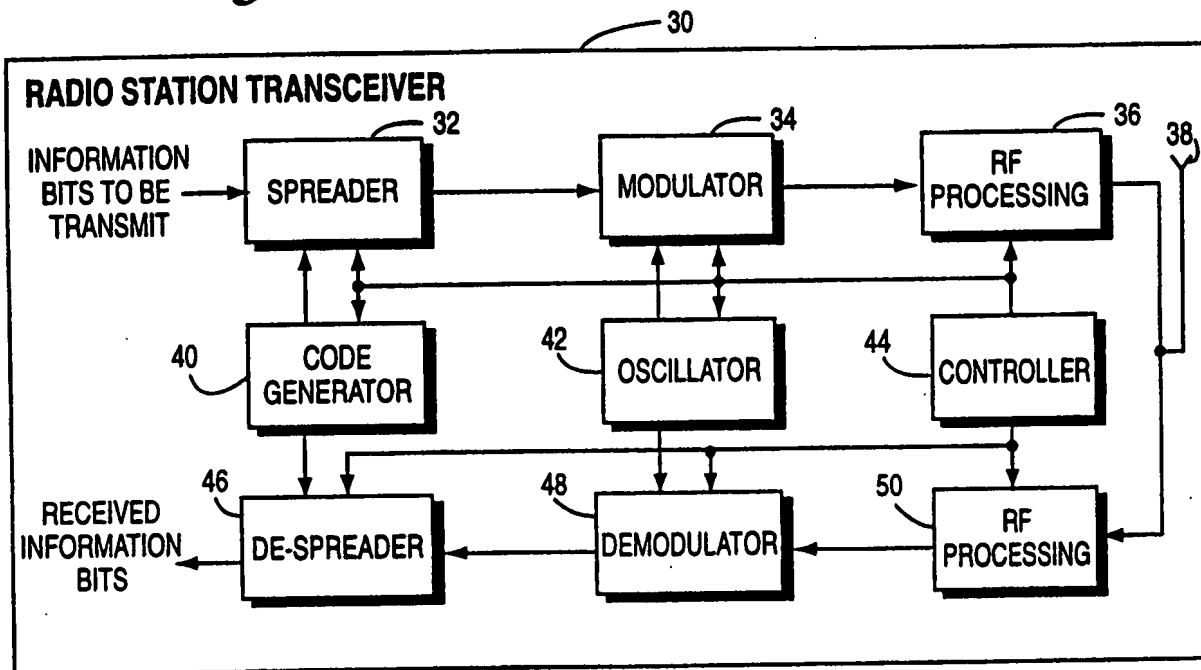 30
RADIO STATION TRANSCEIVER
32
34
36
38
INFORMATION
BITS TO BE
TRANSMIT
SPREADER
MODULATOR
RF
PROCESSING
40
CODE
GENERATOR
42
OSCILLATOR
44
CONTROLLER
46
48
50
RECEIVED
INFORMATION
BITS
DE-SPREADER
DEMODULATOR
RF
PROCESSING